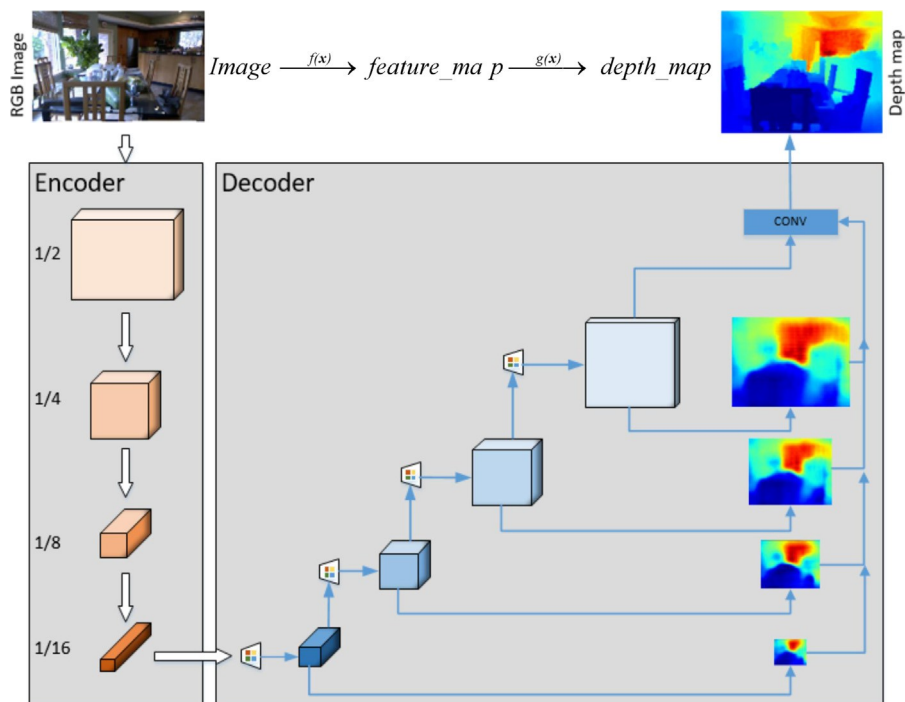 RGB Image
Image f(x) feature_ma p g(x) depth_map
Depth map
Encoder
Decoder
1/2
CONV
1/4
1/8
1/16